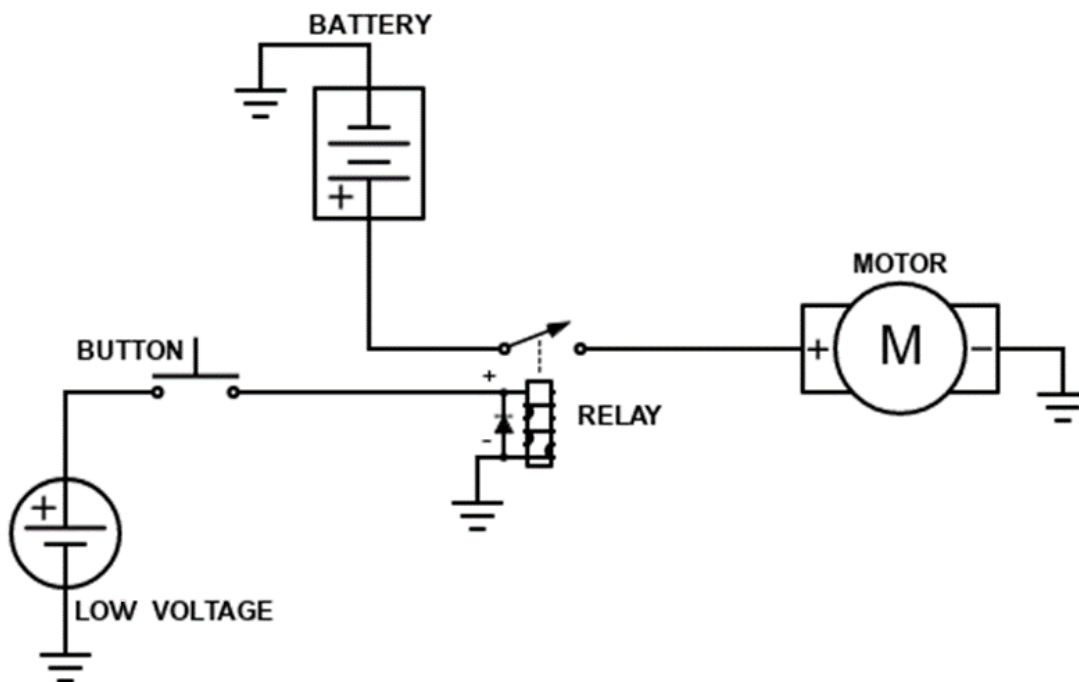 BATTERY
+
MOTOR
+ M −
BUTTON
+
-
RELAY
+
LOW VOLTAGE